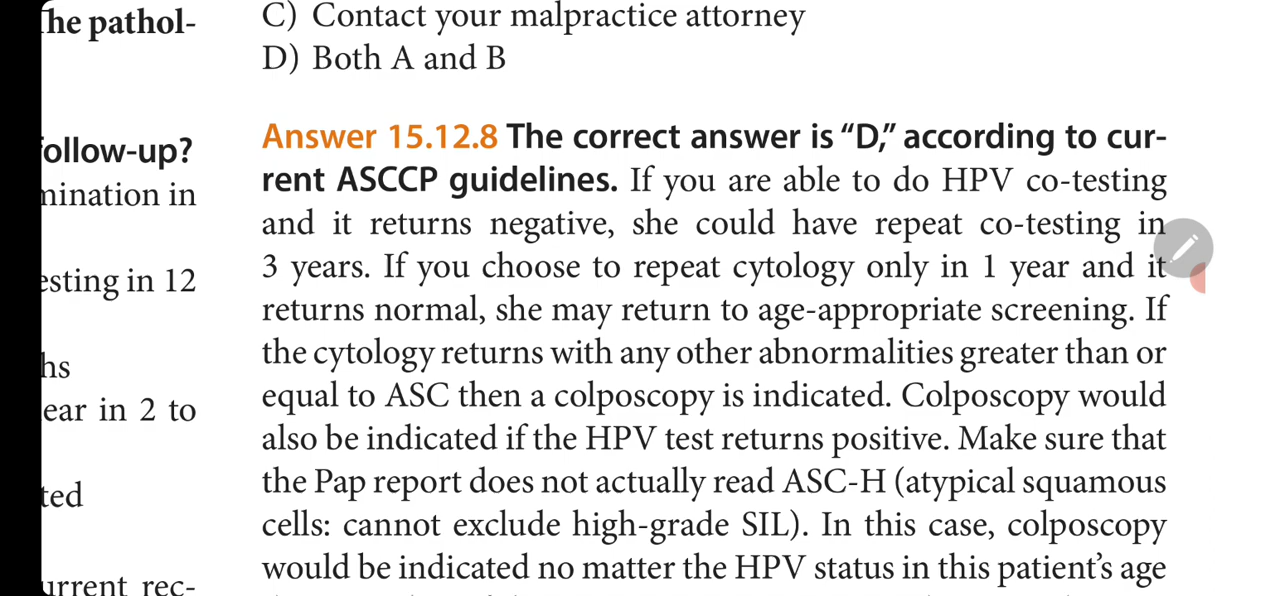 The pathol-
follow-up?
mination in
esting in 12
hs
ear in 2 to
ted
urrent rec-
C) Contact your malpractice attorney
D) Both A and B
Answer 15.12.8 The correct answer is “D,” according to cur-
rent ASCCP guidelines. If you are able to do HPV co-testing
and it returns negative, she could have repeat co-testing in
3 years. If you choose to repeat cytology only in 1 year and it
returns normal, she may return to age-appropriate screening. If
the cytology returns with any other abnormalities greater than or
equal to ASC then a colposcopy is indicated. Colposcopy would
also be indicated if the HPV test returns positive. Make sure that
the Pap report does not actually read ASC-H (atypical squamous
cells: cannot exclude high-grade SIL). In this case, colposcopy
would be indicated no matter the HPV status in this patient’s age